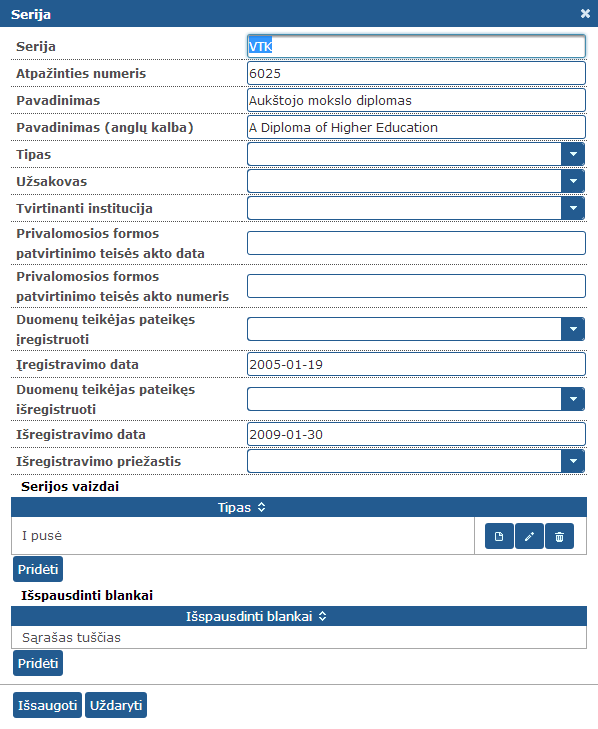 Serija
Serija VTK
Atpažinties numeris 6025
Pavadinimas Aukštojo mokslo diplomas
Pavadinimas (anglų kalba) A Diploma of Higher Education
Tipas
Užsakovas
Tvirtinanti institucija
Privalomosios formos
patvirtinimo teisės akto data
Privalomosios formos
patvirtinimo teisės akto numeris
Duomenų teikėjas pateikęs
įregistruoti
Įregistravimo data 2005-01-19
Duomenų teikėjas pateikęs
išregistruoti
Išregistravimo data 2009-01-30
Išregistravimo priežastis
Serijos vaizdai
Tipas
I pusė
Pridėti
Išspausdinti blankai
Išspausdinti blankai
Sąrašas tuščias
Pridėti
Išsaugoti Uždaryti